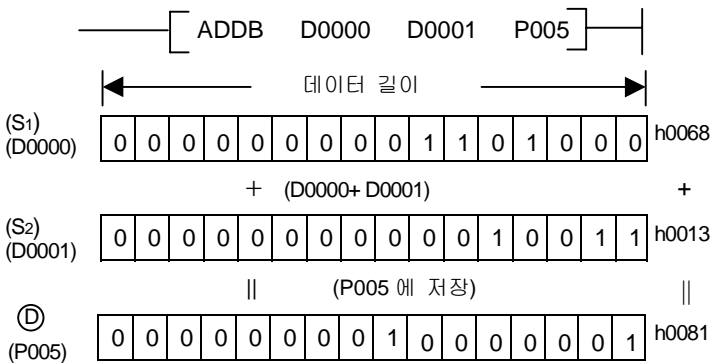 ADDB D0000 D0001 P005
데이터 길이
(S1) (D0000) 0 0 0 0 0 0 0 0 0 1 1 0 1 0 0 0 h0068
+ (D0000+ D0001) +
(S2) (D0001) 0 0 0 0 0 0 0 0 0 0 0 1 0 0 1 1 h0013
|| (P005 에 저장) ||
Ⓓ (P005) 0 0 0 0 0 0 0 0 1 0 0 0 0 0 0 1 h0081